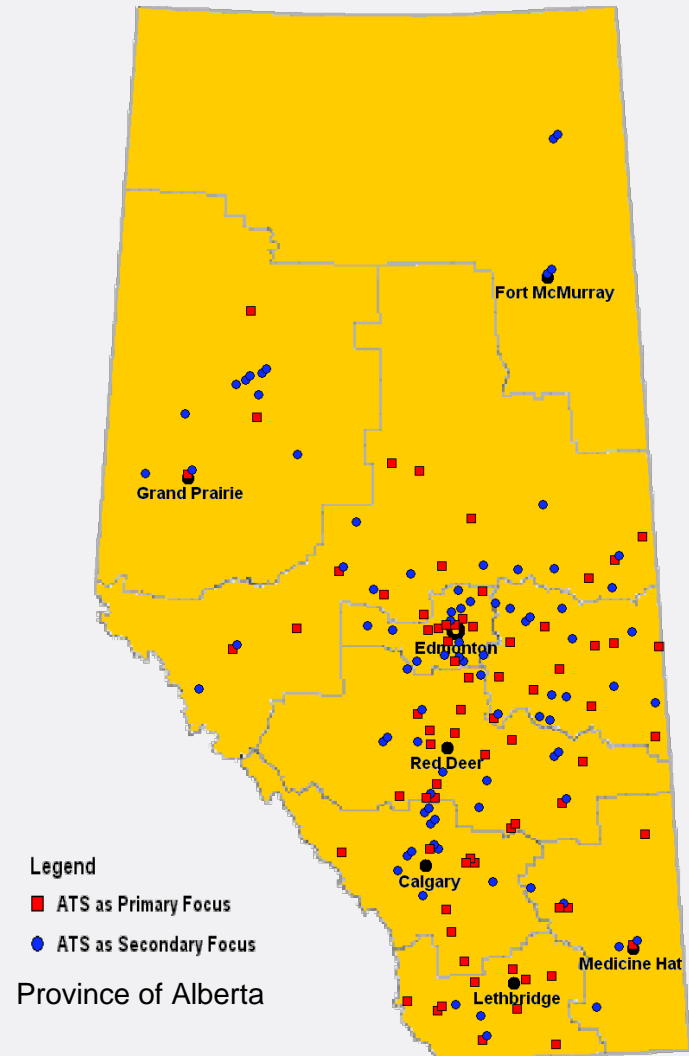 Fort McMurray
Grand Prairie
Edmonton
Red Deer
Calgary
Medicine Hat
Lethbridge
Legend
ATS as Primary Focus
ATS as Secondary Focus
Province of Alberta